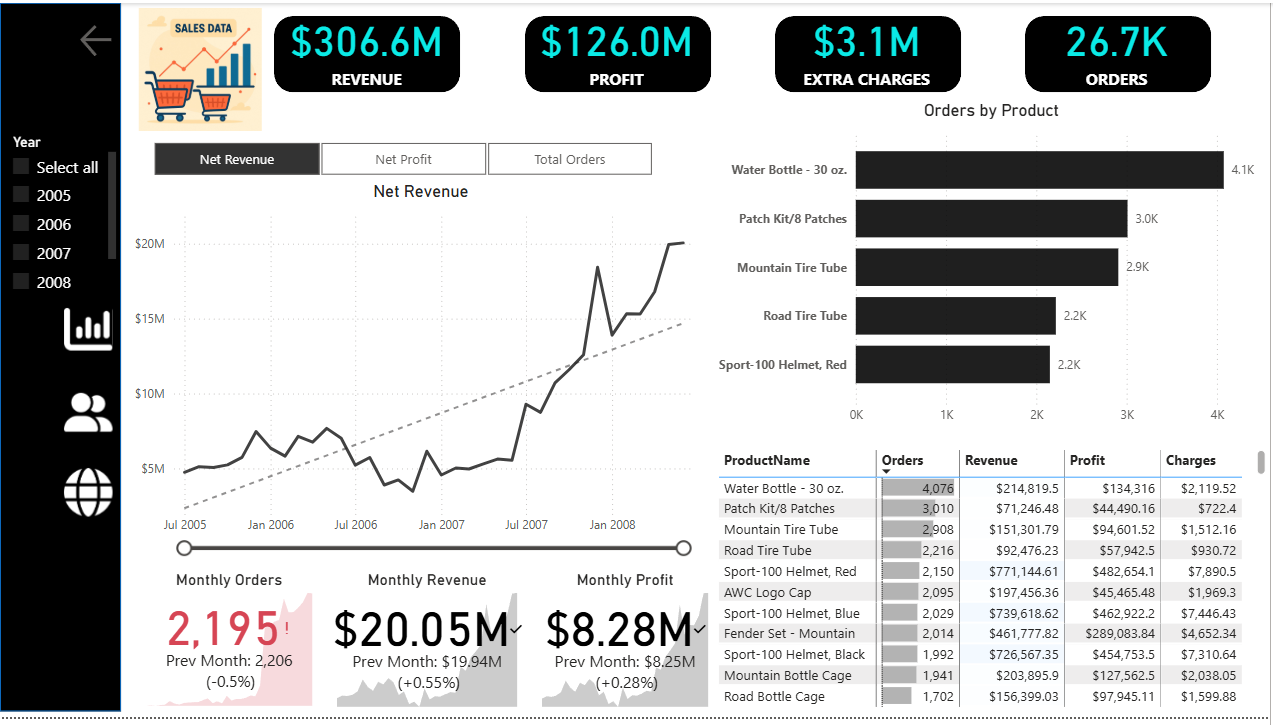 SALES DATA
$306.6M
REVENUE
$126.0M
PROFIT
$3.1M
EXTRA CHARGES
26.7K
ORDERS
Year
Select all
2005
2006
2007
2008
Net Revenue Net Profit Total Orders
Net Revenue
$20M
$15M
$10M
$5M
Jul 2005 Jan 2006 Jul 2006 Jan 2007 Jul 2007 Jan 2008
Orders by Product
Water Bottle - 30 oz. 4.1K
Patch Kit/8 Patches 3.0K
Mountain Tire Tube 2.9K
Road Tire Tube 2.2K
Sport-100 Helmet, Red 2.2K
0K 1K 2K 3K 4K
Monthly Orders
2,195!
Prev Month: 2,206
(-0.5%)
Monthly Revenue
$20.05M✓
Prev Month: $19.94M
(+0.55%)
Monthly Profit
$8.28M✓
Prev Month: $8.25M
(+0.28%)
ProductName Orders Revenue Profit Charges
Water Bottle - 30 oz. 4,076 $214,819.5 $134,316 $2,119.52
Patch Kit/8 Patches 3,010 $71,246.48 $44,490.16 $722.4
Mountain Tire Tube 2,908 $151,301.79 $94,601.52 $1,512.16
Road Tire Tube 2,216 $92,476.23 $57,942.5 $930.72
Sport-100 Helmet, Red 2,150 $771,144.61 $482,654.1 $7,890.5
AWC Logo Cap 2,095 $197,456.36 $45,465.48 $1,969.3
Sport-100 Helmet, Blue 2,029 $739,618.62 $462,922.2 $7,446.43
Fender Set - Mountain 2,014 $461,777.82 $289,083.84 $4,652.34
Sport-100 Helmet, Black 1,992 $726,567.35 $454,753.5 $7,310.64
Mountain Bottle Cage 1,941 $203,895.9 $127,562.5 $2,038.05
Road Bottle Cage 1,702 $156,399.03 $97,945.11 $1,599.88